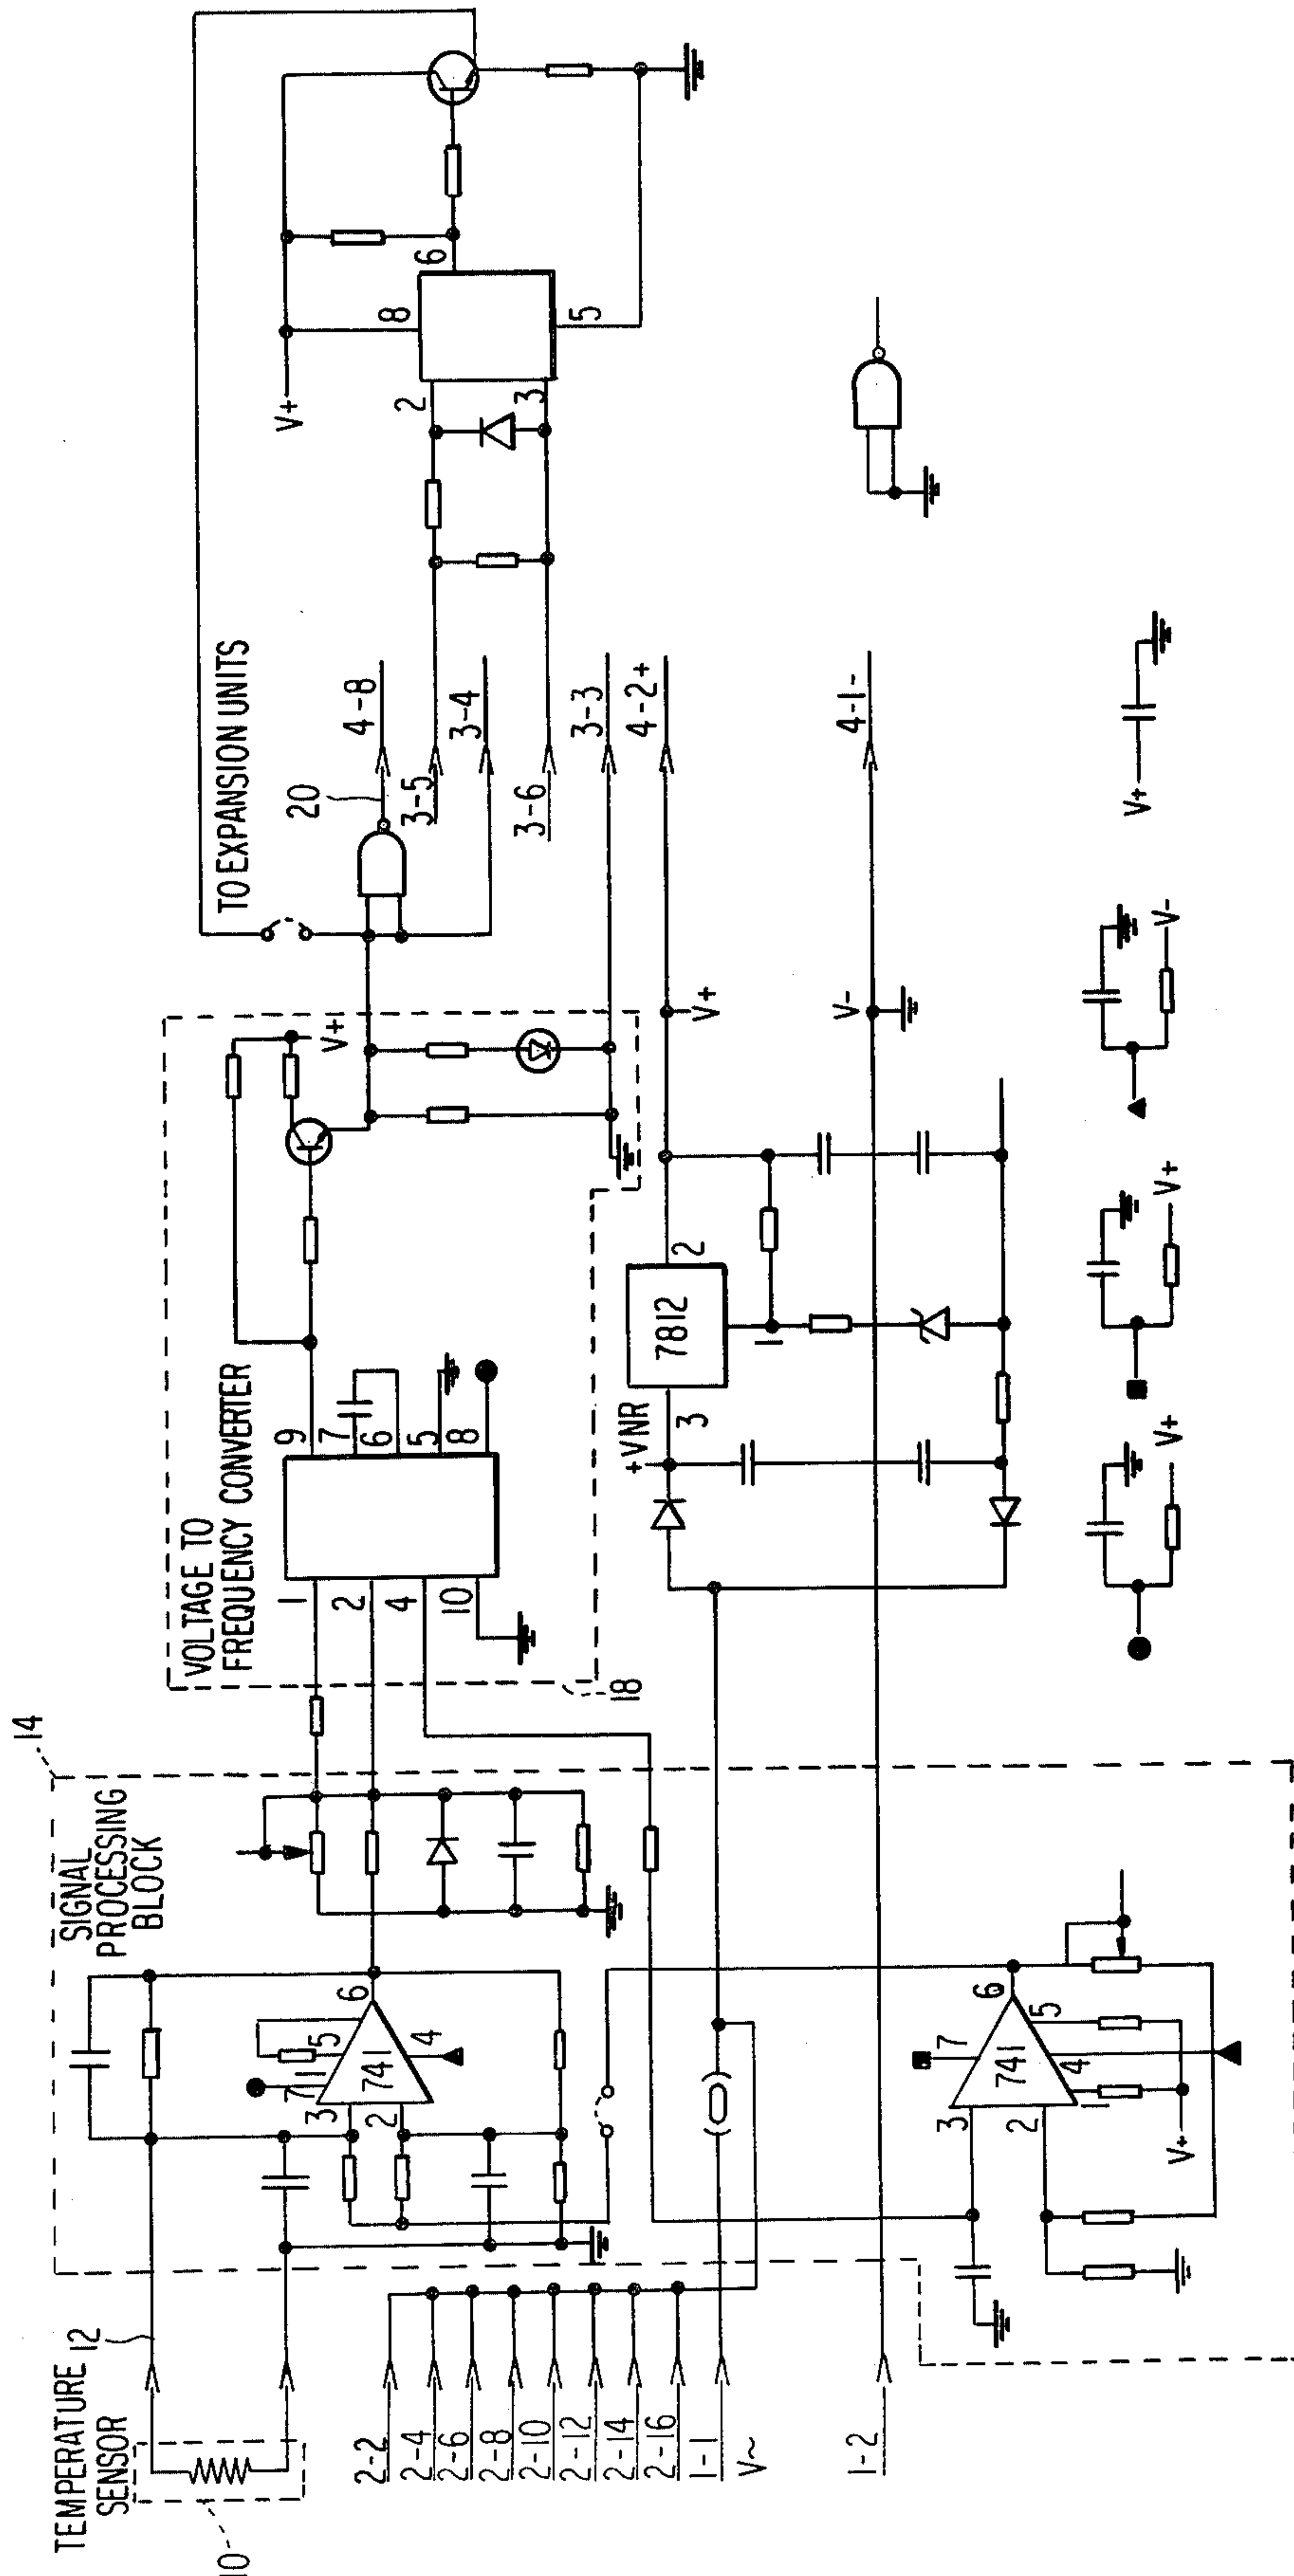 TEMPERATURE
SENSOR
10
12
14
SIGNAL
PROCESSING
BLOCK
3
2
7
1
5
6
4
741
VOLTAGE TO
FREQUENCY CONVERTER
18
1
2
4
10
9
7
6
5
8
V+
TO EXPANSION UNITS
20
4-8
3-5
3-4
3-6
3-3
4-2+
4-1-
V+
2
3
8
6
5
2-2
2-4
2-6
2-8
2-10
2-12
2-14
2-16
1-1
V~
1-2
+VNR
3
7812
2
1
V+
V-
3
2
7
741
6
5
4
1
V+
V+
V+
V-
V+